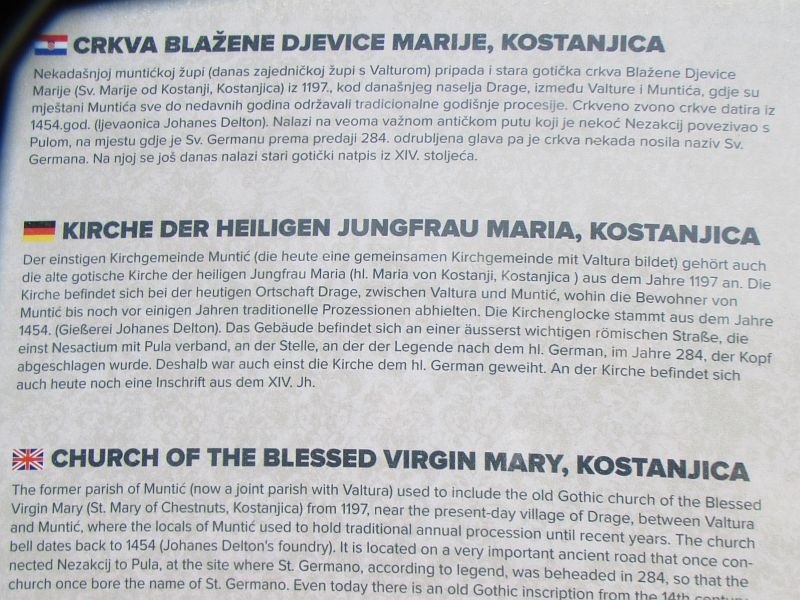 CRKVA BLAŽENE DJEVICE MARIJE, KOSTANJICA
Nekadašnjoj muntićkoj župi (danas zajedničkoj župi s Valturom) pripada i stara gotička crkva Blažene Djevice
Marije (Sv. Marije od Kostanji, Kostanjica) iz 1197., kod današnjeg naselja Drage, između Valture i Muntića, gdje su
mještani Muntića sve do nedavnih godina održavali tradicionalne godišnje procesije. Crkveno zvono crkve datira iz
1454.god. (ljevaonica Johanes Delton). Nalazi na veoma važnom antičkom putu koji je nekoć Nezakcij povezivao s
Pulom, na mjestu gdje je Sv. Germanu prema predaji 284. odrubljena glava pa je crkva nekada nosila naziv Sv.
Germana. Na njoj se još danas nalazi stari gotički natpis iz XIV. stoljeća.
KIRCHE DER HEILIGEN JUNGFRAU MARIA, KOSTANJICA
Der einstigen Kirchgemeinde Muntić (die heute eine gemeinsamen Kirchgemeinde mit Valtura bildet) gehört auch
die alte gotische Kirche der heiligen Jungfrau Maria (hl. Maria von Kostanji, Kostanjica ) aus dem Jahre 1197 an. Die
Kirche befindet sich bei der heutigen Ortschaft Drage, zwischen Valtura und Muntić, wohin die Bewohner von
Muntić bis noch vor einigen Jahren traditionelle Prozessionen abhielten. Die Kirchenglocke stammt aus dem Jahre
1454. (Gießerei Johanes Delton). Das Gebäude befindet sich an einer äusserst wichtigen römischen Straße, die
einst Nesactium mit Pula verband, an der Stelle, an der der Legende nach dem hl. German, im Jahre 284, der Kopf
abgeschlagen wurde. Deshalb war auch einst die Kirche dem hl. German geweiht. An der Kirche befindet sich
auch heute noch eine Inschrift aus dem XIV. Jh.
CHURCH OF THE BLESSED VIRGIN MARY, KOSTANJICA
The former parish of Muntić (now a joint parish with Valtura) used to include the old Gothic church of the Blessed
Virgin Mary (St. Mary of Chestnuts, Kostanjica) from 1197, near the present-day village of Drage, between Valtura
and Muntić, where the locals of Muntić used to hold traditional annual procession until recent years. The church
bell dates back to 1454 (Johanes Delton's foundry). It is located on a very important ancient road that once con-
nected Nezakcij to Pula, at the site where St. Germano, according to legend, was beheaded in 284, so that the
church once bore the name of St. Germano. Even today there is an old Gothic inscription from the 14th